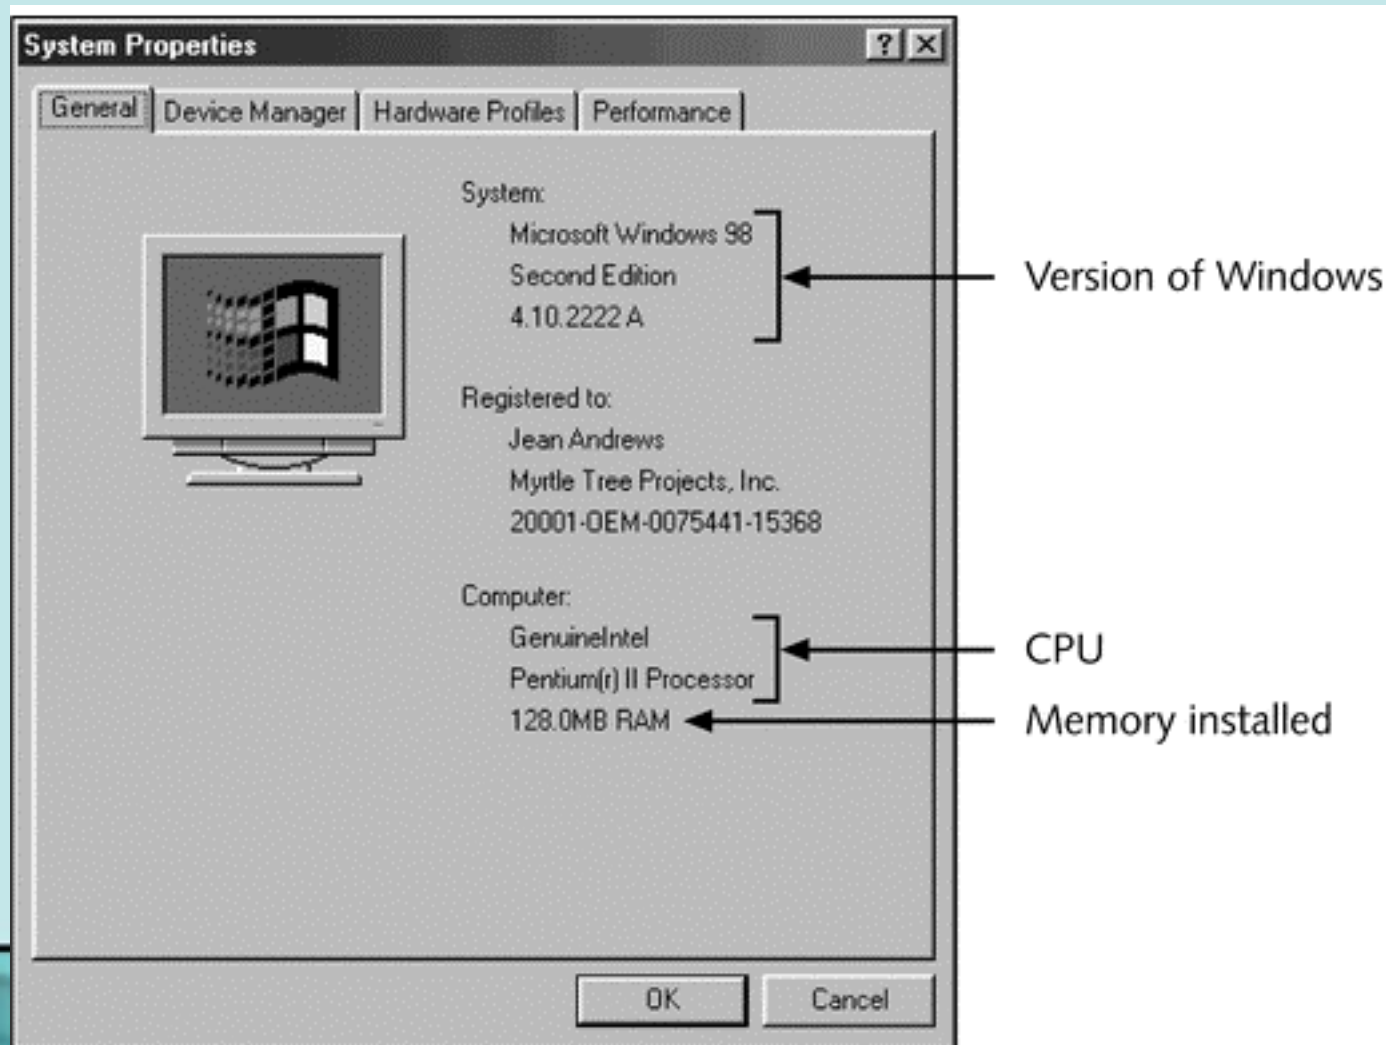 System Properties
General Device Manager Hardware Profiles Performance
System:
Microsoft Windows 98
Second Edition
4.10.2222 A
Version of Windows
Registered to:
Jean Andrews
Myrtle Tree Projects, Inc.
20001-OEM-0075441-15368
Computer:
GenuineIntel
Pentium(r) II Processor
CPU
128.0MB RAM
Memory installed
OK Cancel